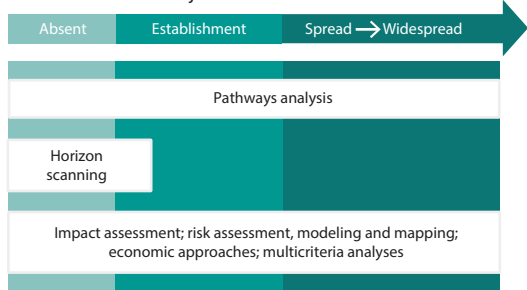 Absent Establishment Spread → Widespread
Pathways analysis
Horizon
scanning
Impact assessment; risk assessment, modeling and mapping;
economic approaches; multicriteria analyses